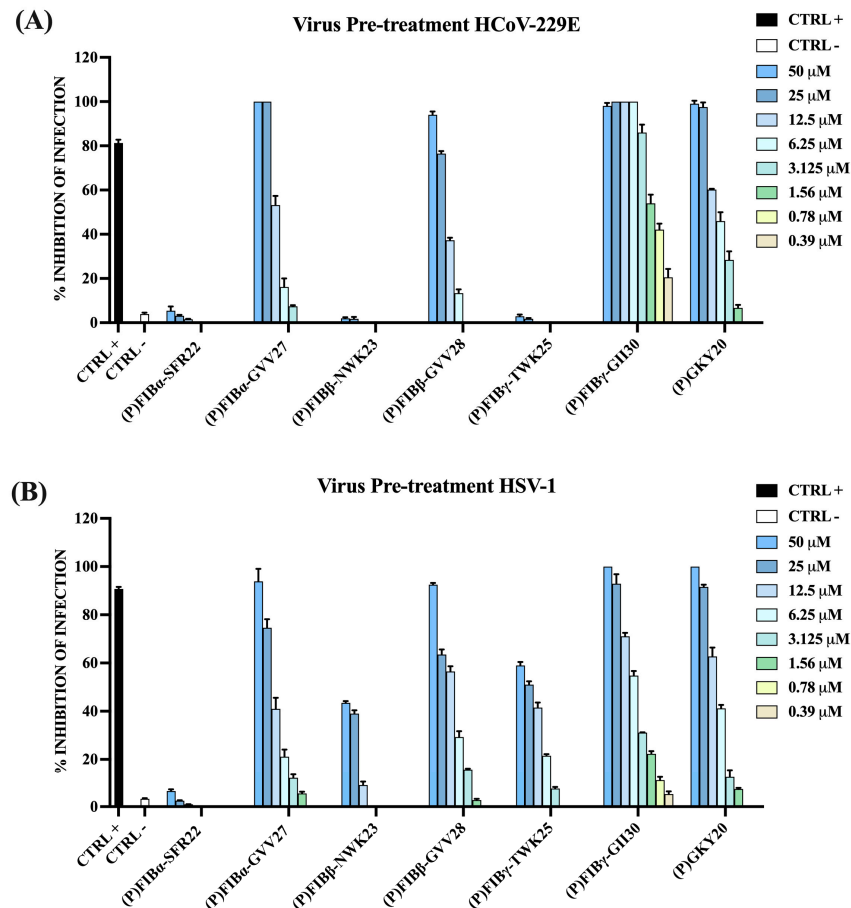 (A)
Virus Pre-treatment HCoV-229E
% INHIBITION OF INFECTION
120
100
80
60
40
20
0
CTRL +
CTRL -
(P)FIBα-SFR22
(P)FIBα-GVV27
(P)FIBβ-NWK23
(P)FIBβ-GVV28
(P)FIBγ-TWK25
(P)FIBγ-GII30
(P)GKY20
CTRL +
CTRL -
50 μM
25 μM
12.5 μM
6.25 μM
3.125 μM
1.56 μM
0.78 μM
0.39 μM
(B)
Virus Pre-treatment HSV-1
% INHIBITION OF INFECTION
120
100
80
60
40
20
0
CTRL +
CTRL -
(P)FIBα-SFR22
(P)FIBα-GVV27
(P)FIBβ-NWK23
(P)FIBβ-GVV28
(P)FIBγ-TWK25
(P)FIBγ-GII30
(P)GKY20
CTRL +
CTRL -
50 μM
25 μM
12.5 μM
6.25 μM
3.125 μM
1.56 μM
0.78 μM
0.39 μM